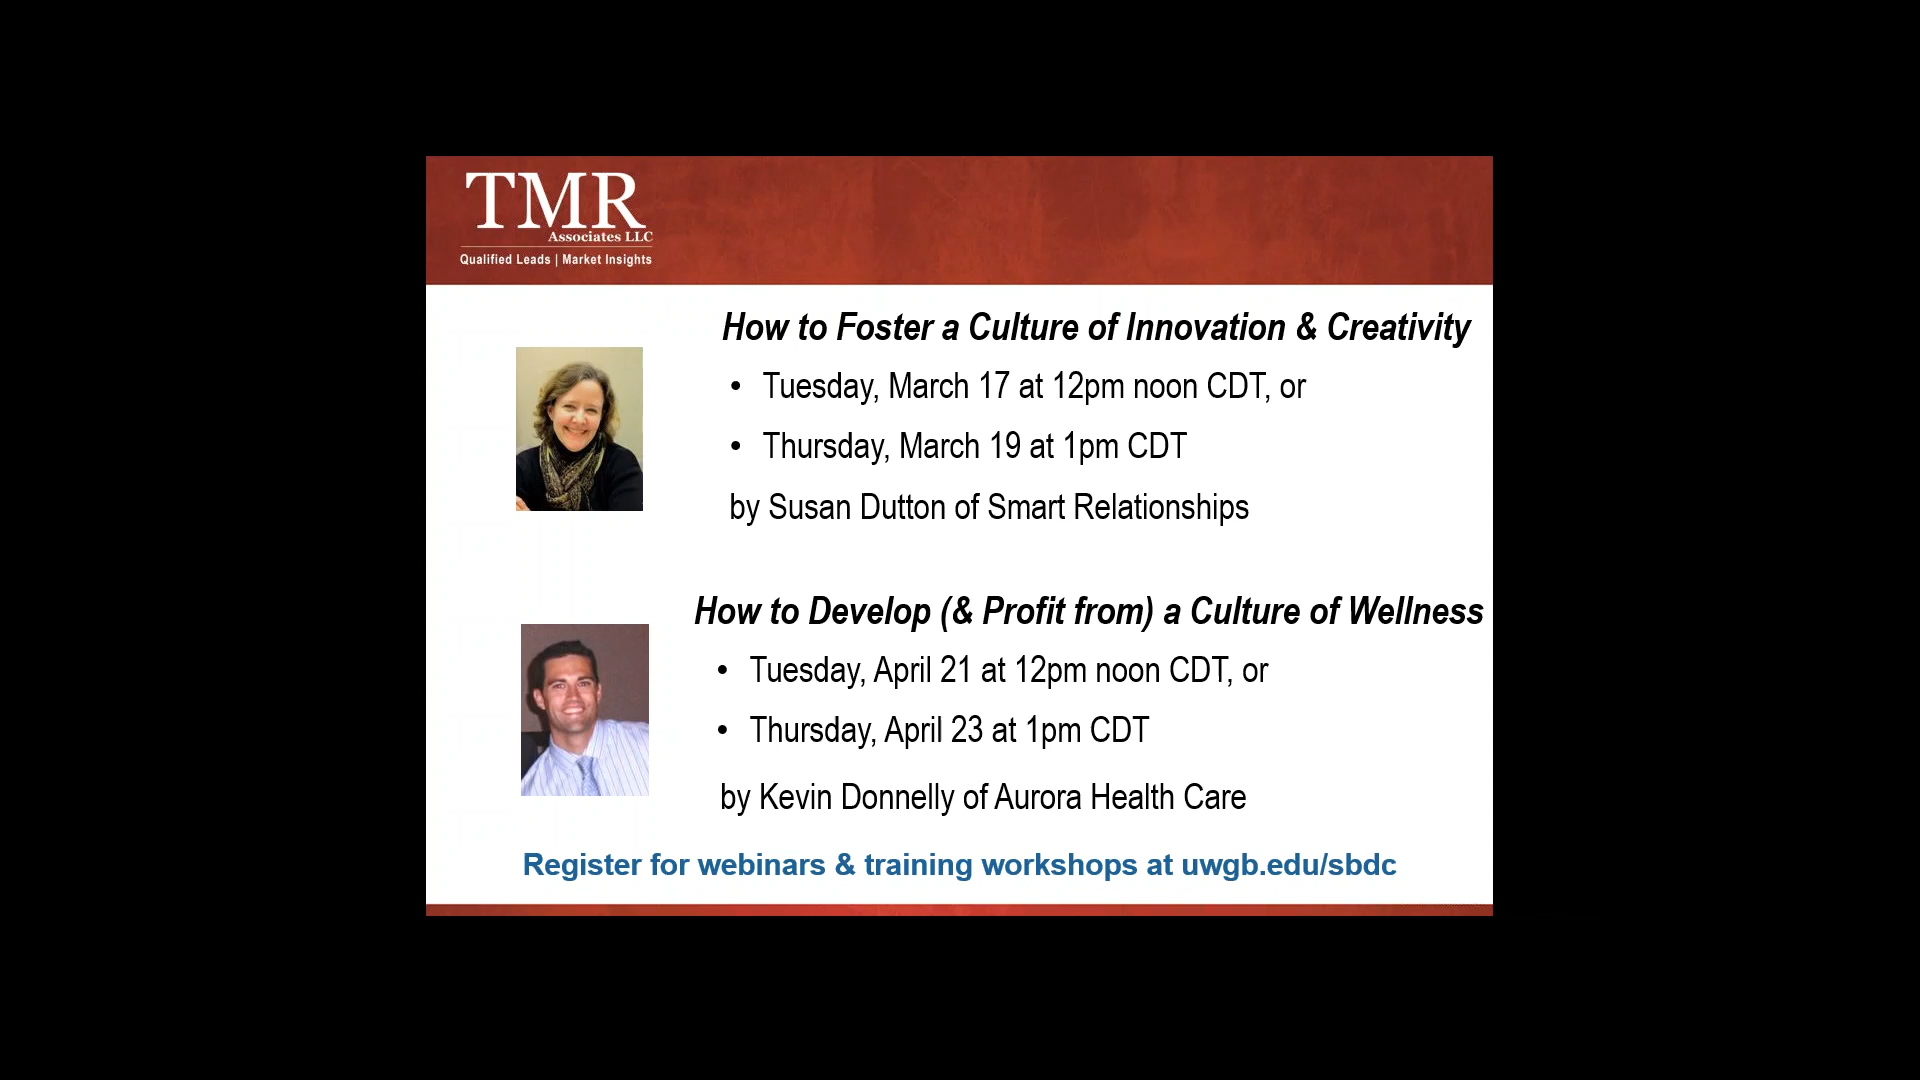 TMR
Associates LLC
Qualified Leads | Market Insights
How to Foster a Culture of Innovation & Creativity
• Tuesday, March 17 at 12pm noon CDT, or
• Thursday, March 19 at 1pm CDT
by Susan Dutton of Smart Relationships
How to Develop (& Profit from) a Culture of Wellness
• Tuesday, April 21 at 12pm noon CDT, or
• Thursday, April 23 at 1pm CDT
by Kevin Donnelly of Aurora Health Care
Register for webinars & training workshops at uwgb.edu/sbdc